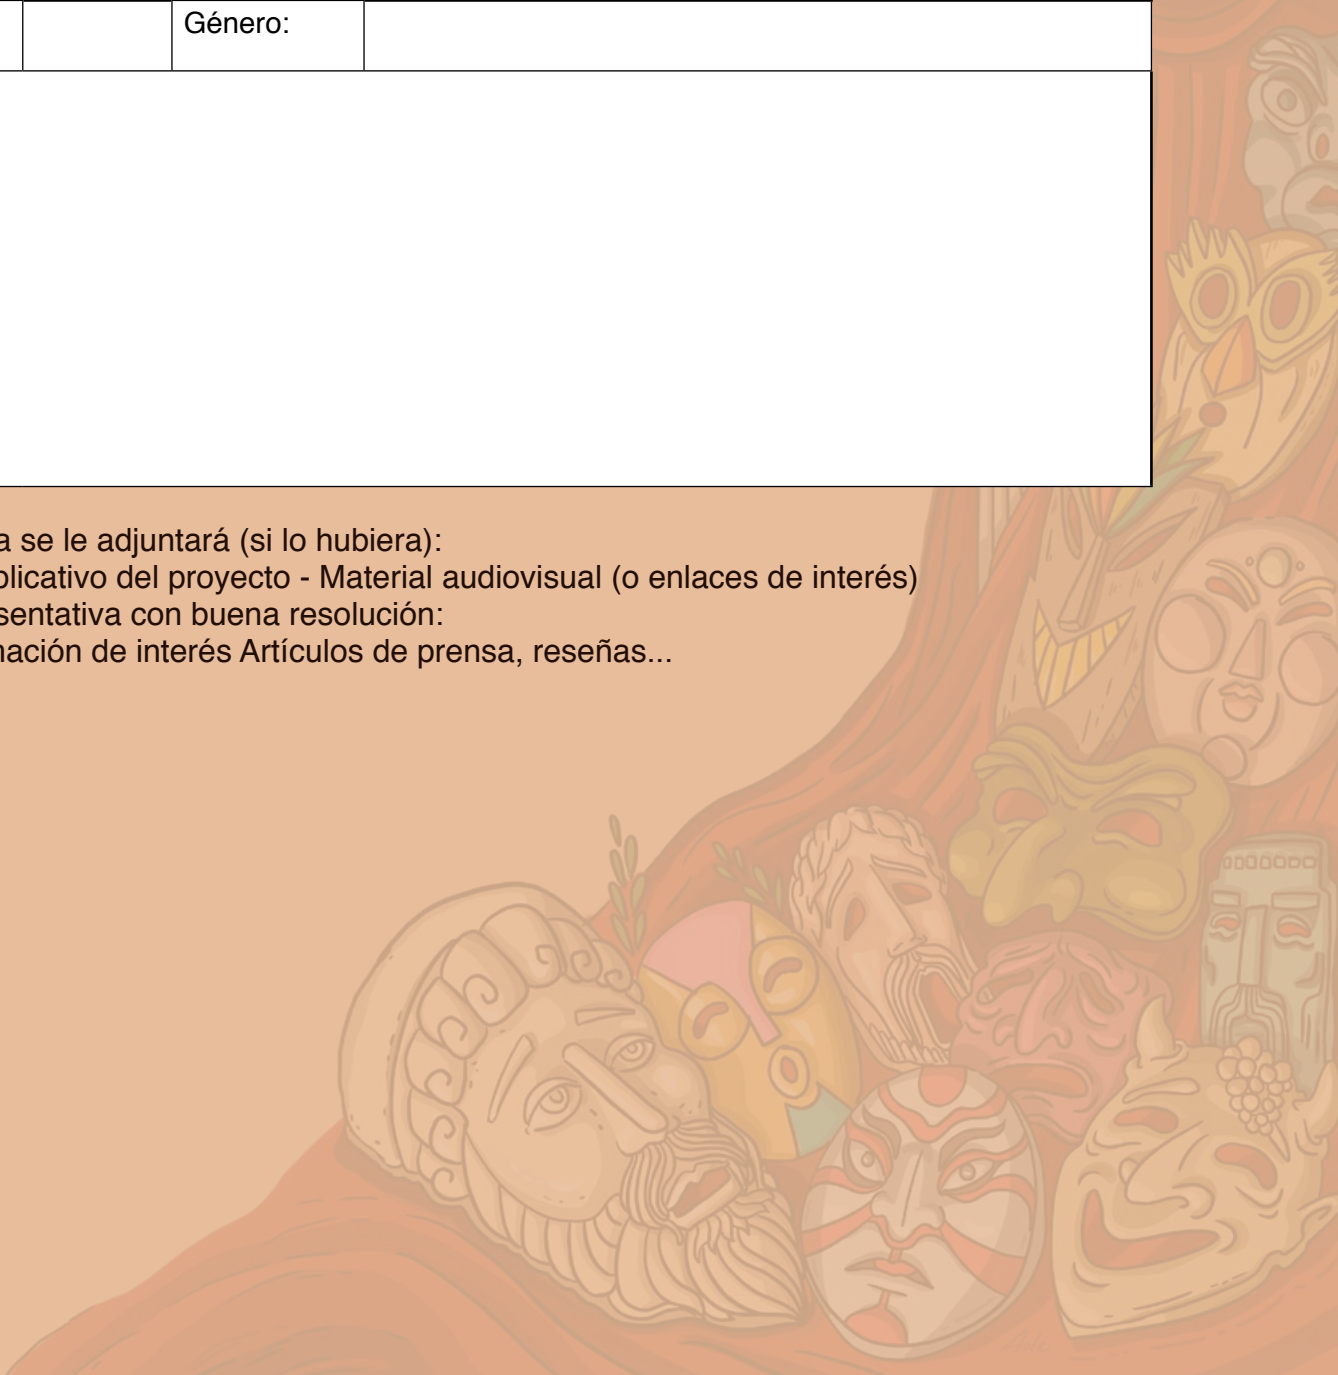 Género:
a se le adjuntará (si lo hubiera):
plicativo del proyecto - Material audiovisual (o enlaces de interés)
sentativa con buena resolución:
mación de interés Artículos de prensa, reseñas...